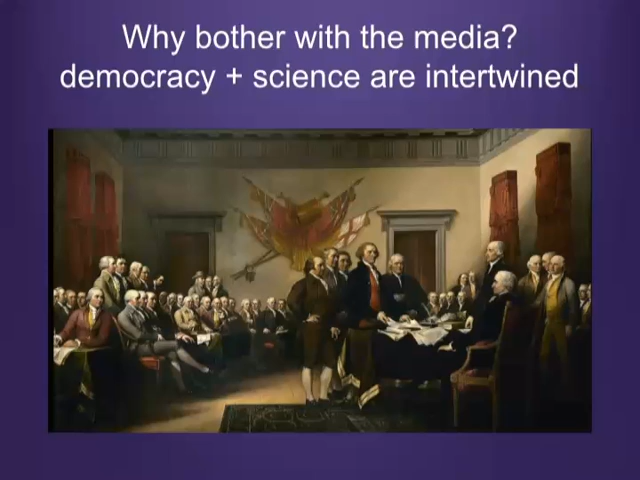 Why bother with the media?
democracy + science are intertwined